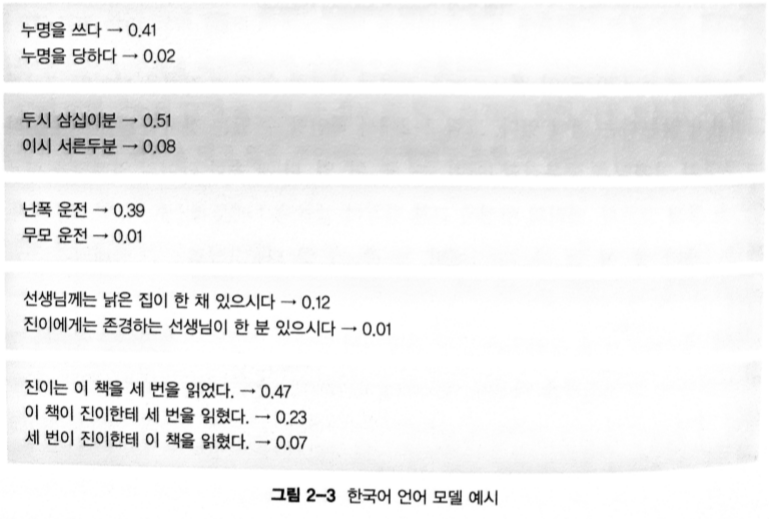 누명을 쓰다 → 0.41
누명을 당하다 → 0.02
두시 삼십이분 → 0.51
이시 서른두분 → 0.08
난폭 운전 → 0.39
무모 운전 → 0.01
선생님께는 낡은 집이 한 채 있으시다 → 0.12
진이에게는 존경하는 선생님이 한 분 있으시다 → 0.01
진이는 이 책을 세 번을 읽었다. → 0.47
이 책이 진이한테 세 번을 읽혔다. → 0.23
세 번이 진이한테 이 책을 읽혔다. → 0.07
그림 2-3 한국어 언어 모델 예시